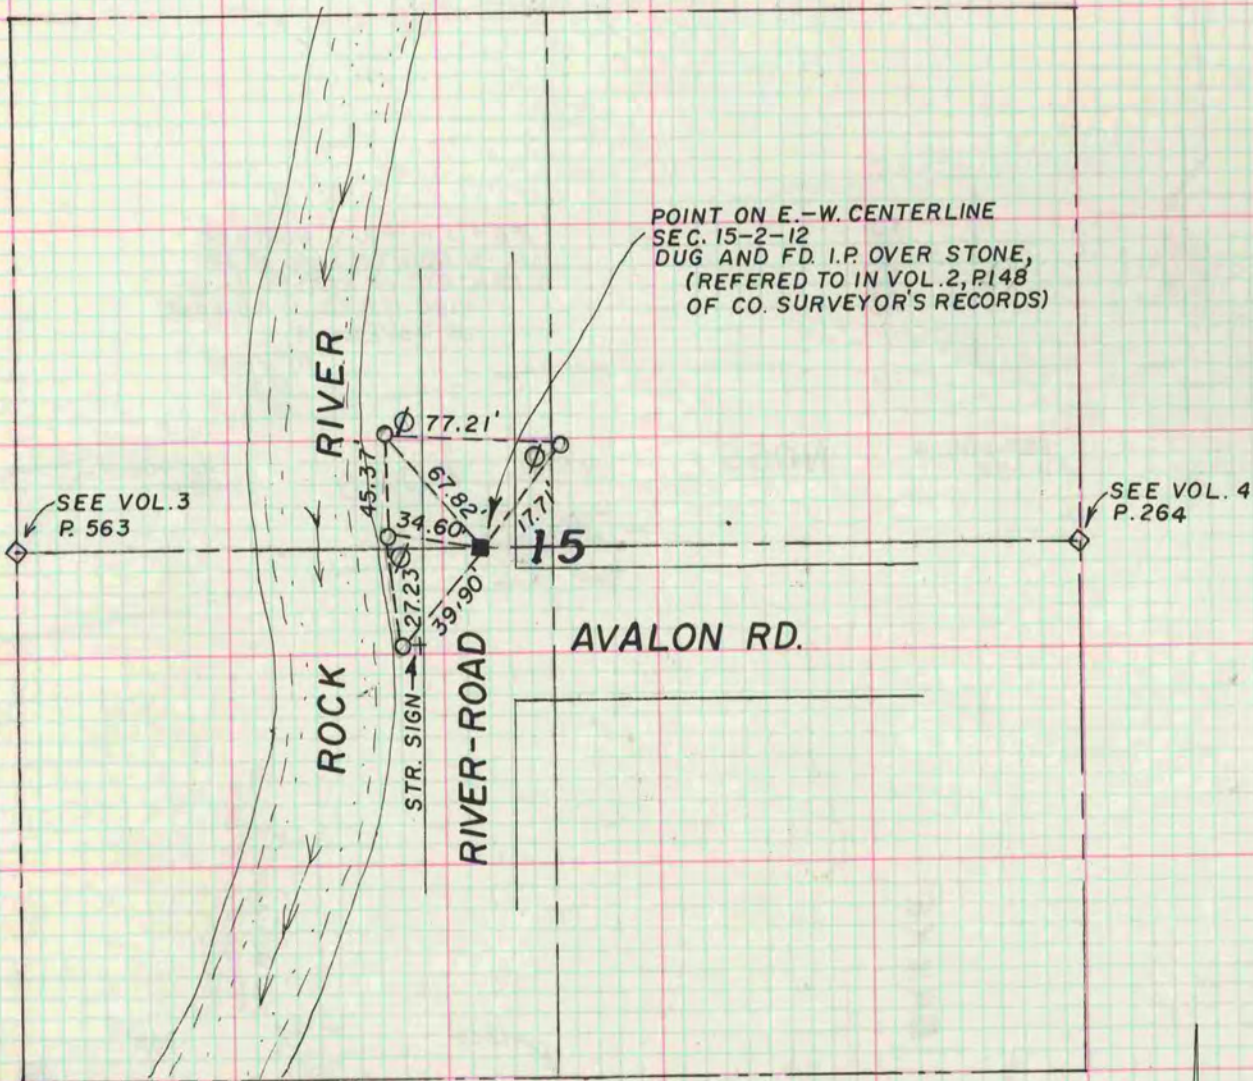 POINT ON E.-W. CENTERLINE
SEC. 15-2-12
DUG AND FD. I.P. OVER STONE,
(REFERED TO IN VOL. 2, P.148
OF CO. SURVEYOR'S RECORDS)
ROCK RIVER
77.21'
45.37'
67.82'
17.71'
34.60'
27.23'
39.90'
SEE VOL. 3
P. 563
15
SEE VOL. 4
P. 264
AVALON RD.
STR. SIGN
RIVER-ROAD